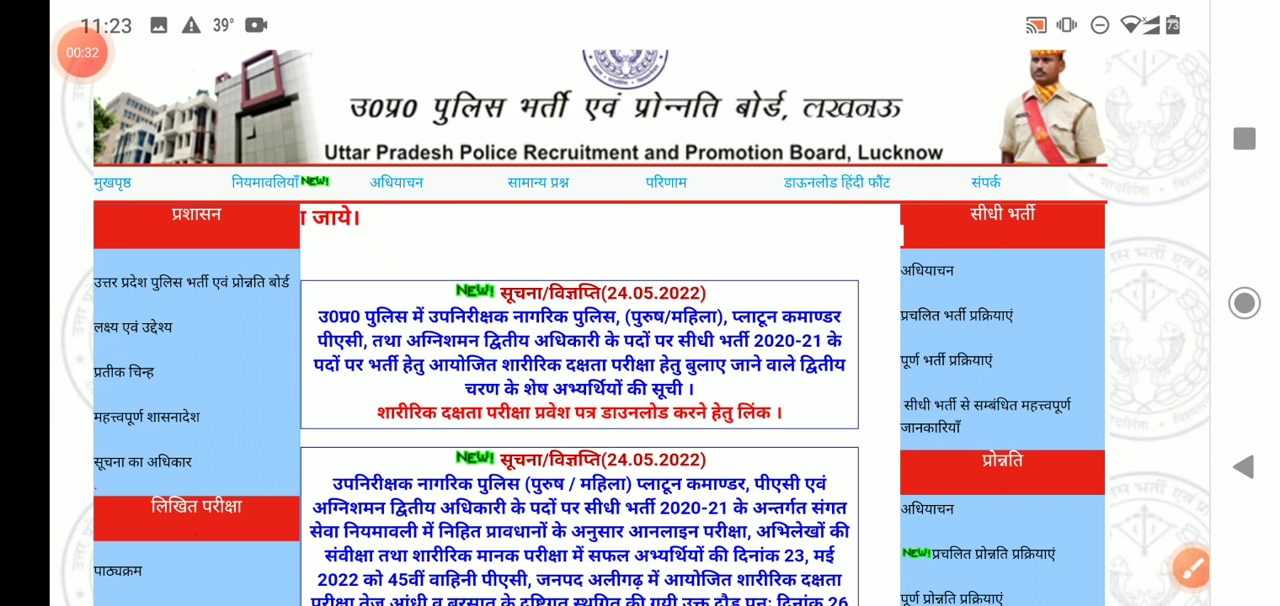 11:23
39°
73
00:32
उ0प्र0 पुलिस भर्ती एवं प्रोन्नति बोर्ड, लखनऊ
Uttar Pradesh Police Recruitment and Promotion Board, Lucknow
मुखपृष्ठ नियमावलियाँ NEW! अधियाचन सामान्य प्रश्न परिणाम डाऊनलोड हिंदी फौंट संपर्क
प्रशासन
उत्तर प्रदेश पुलिस भर्ती एवं प्रोन्नति बोर्ड
लक्ष्य एवं उद्देश्य
प्रतीक चिन्ह
महत्त्वपूर्ण शासनादेश
सूचना का अधिकार
लिखित परीक्षा
पाठ्यक्रम
ा जाये।
NEW! सूचना/विज्ञप्ति(24.05.2022)
उ0प्र0 पुलिस में उपनिरीक्षक नागरिक पुलिस, (पुरुष/महिला), प्लाटून कमाण्डर
पीएसी, तथा अग्निशमन द्वितीय अधिकारी के पदों पर सीधी भर्ती 2020-21 के
पदों पर भर्ती हेतु आयोजित शारीरिक दक्षता परीक्षा हेतु बुलाए जाने वाले द्वितीय
चरण के शेष अभ्यर्थियों की सूची ।
शारीरिक दक्षता परीक्षा प्रवेश पत्र डाउनलोड करने हेतु लिंक ।
NEW! सूचना/विज्ञप्ति(24.05.2022)
उपनिरीक्षक नागरिक पुलिस (पुरुष / महिला) प्लाटून कमाण्डर, पीएसी एवं
अग्निशमन द्वितीय अधिकारी के पदों पर सीधी भर्ती 2020-21 के अन्तर्गत संगत
सेवा नियमावली में निहित प्रावधानों के अनुसार आनलाइन परीक्षा, अभिलेखों की
संवीक्षा तथा शारीरिक मानक परीक्षा में सफल अभ्यर्थियों की दिनांक 23, मई
2022 को 45वीं वाहिनी पीएसी, जनपद अलीगढ़ में आयोजित शारीरिक दक्षता
परीक्षा तेज आंधी व बरसात के दृष्टिगत स्थगित की गयी उक्त दौड़ पुनः दिनांक 26
सीधी भर्ती
अधियाचन
प्रचलित भर्ती प्रक्रियाएं
पूर्ण भर्ती प्रक्रियाएं
सीधी भर्ती से सम्बंधित महत्त्वपूर्ण
जानकारियाँ
प्रोन्नति
अधियाचन
NEW! प्रचलित प्रोन्नति प्रक्रियाएं
पूर्ण प्रोन्नति प्रक्रियाएं